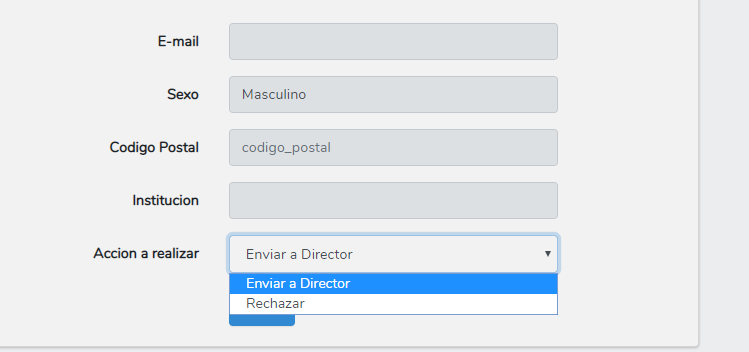 E-mail
Sexo Masculino
Codigo Postal codigo_postal
Institucion
Accion a realizar Enviar a Director
Enviar a Director
Rechazar